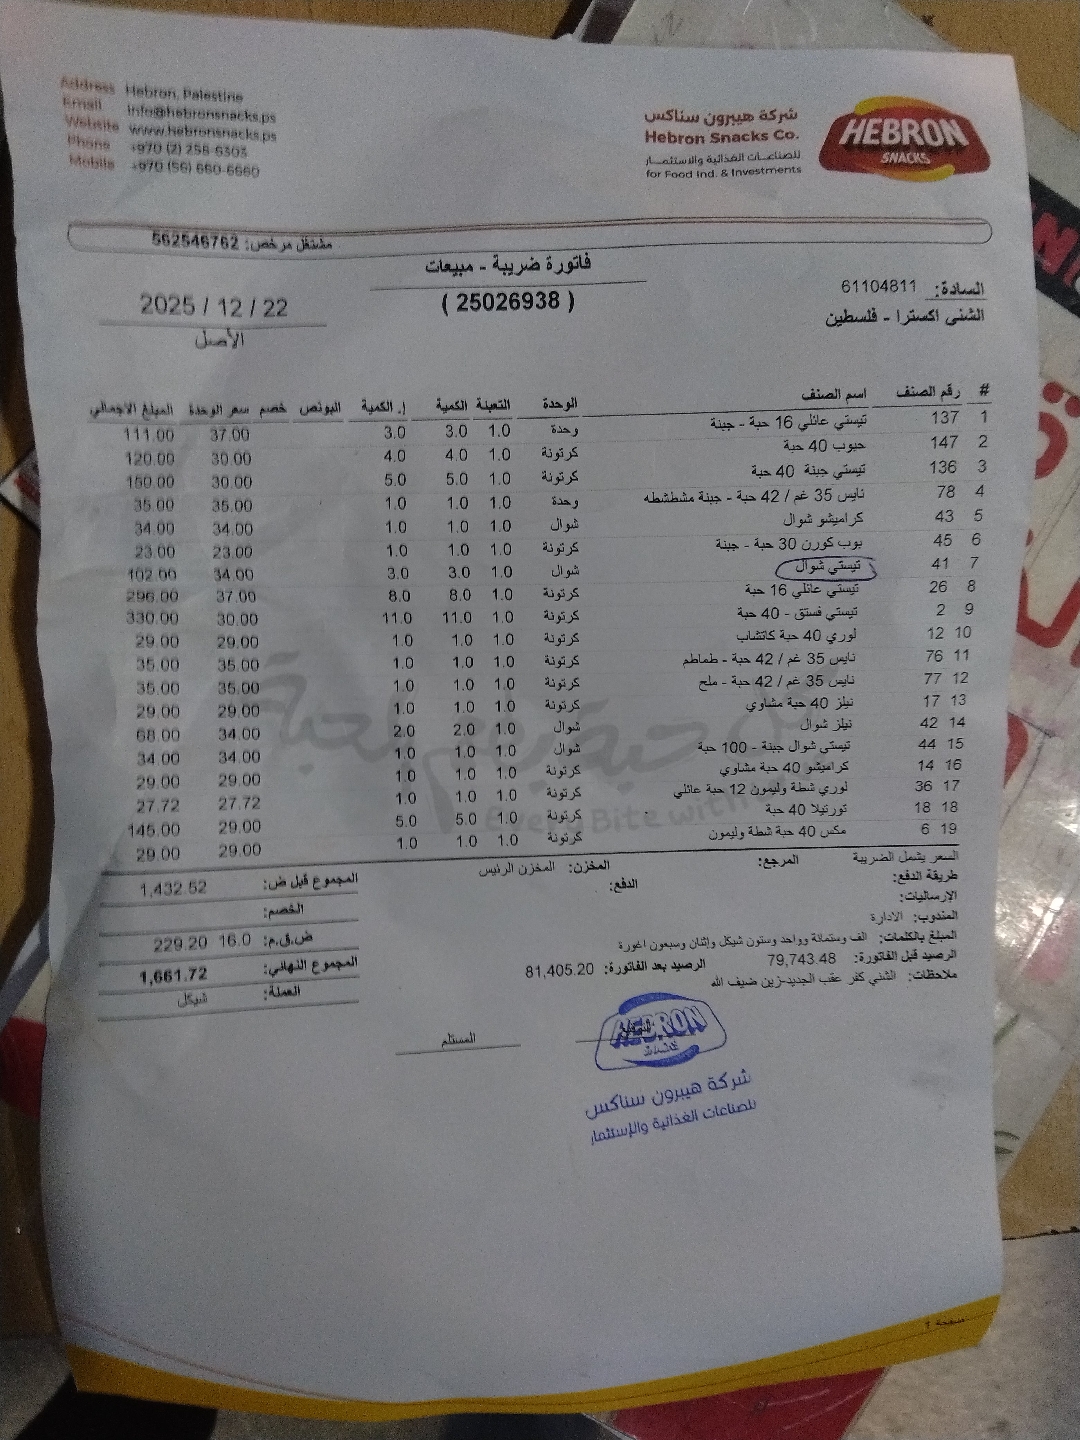 Address Hebron, Palestine
Email info@hebronsnacks.ps
Website www.hebronsnacks.ps
Phone +970 (2) 256-6303
Mobile +970 (56) 660-6660
شركة هيبرون سناكس
Hebron Snacks Co.
للصناعات الغذائية والاستثمار
for Food Ind. & Investments
HEBRON
SNACKS
مشتغل مرخص: 562546762
فاتورة ضريبة - مبيعات
( 25026938 )
السادة: 61104811
الشني اكسترا - فلسطين
2025 / 12 / 22
الأصل
# رقم الصنف اسم الصنف الوحدة التعبئة الكمية إ. الكمية البونص خصم سعر الوحدة المبلغ الاجمالي
1 137 تيستي عائلي 16 حبة - جبنة وحدة 1.0 3.0 3.0 37.00 111.00
2 147 حبوب 40 حبة كرتونة 1.0 4.0 4.0 30.00 120.00
3 136 تيستي جبنة 40 حبة كرتونة 1.0 5.0 5.0 30.00 150.00
4 78 نايس 35 غم / 42 حبة - جبنة مشطشطه وحدة 1.0 1.0 1.0 35.00 35.00
5 43 كراميشو شوال شوال 1.0 1.0 1.0 34.00 34.00
6 45 بوب كورن 30 حبة - جبنة كرتونة 1.0 1.0 1.0 23.00 23.00
7 41 تيستي شوال شوال 1.0 3.0 3.0 34.00 102.00
8 26 تيستي عائلي 16 حبة كرتونة 1.0 8.0 8.0 37.00 296.00
9 2 تيستي فستق - 40 حبة كرتونة 1.0 11.0 11.0 30.00 330.00
10 12 لوري 40 حبة كاتشاب كرتونة 1.0 1.0 1.0 29.00 29.00
11 76 نايس 35 غم / 42 حبة - طماطم كرتونة 1.0 1.0 1.0 35.00 35.00
12 77 نايس 35 غم / 42 حبة - ملح كرتونة 1.0 1.0 1.0 35.00 35.00
13 17 نيلز 40 حبة مشاوي كرتونة 1.0 1.0 1.0 29.00 29.00
14 42 نيلز شوال شوال 1.0 2.0 2.0 34.00 68.00
15 44 تيستي شوال جبنة - 100 حبة شوال 1.0 1.0 1.0 34.00 34.00
16 14 كراميشو 40 حبة مشاوي كرتونة 1.0 1.0 1.0 29.00 29.00
17 36 لوري شطة وليمون 12 حبة عائلي كرتونة 1.0 1.0 1.0 27.72 27.72
18 18 تورتيلا 40 حبة كرتونة 1.0 5.0 5.0 29.00 145.00
19 6 مكس 40 حبة شطة وليمون كرتونة 1.0 1.0 1.0 29.00 29.00
Every Bite with
السعر يشمل الضريبة المرجع: المخزن: المخزن الرئيس
طريقة الدفع: الدفع:
الإرساليات:
المندوب: الادارة
المبلغ بالكلمات: الف وستمائة وواحد وستون شيكل وإثنان وسبعون اغورة
الرصيد قبل الفاتورة: 79,743.48 الرصيد بعد الفاتورة: 81,405.20
ملاحظات: الشني كفر عقب الجديد-زين ضيف الله
المجموع قبل ض: 1,432.52
الخصم:
ض.ق.م: 16.0 229.20
المجموع النهائي: 1,661.72
العملة: شيكل
المستلم
HEBRON
شركة هيبرون سناكس
للصناعات الغذائية والإستثمار
صفحة 1